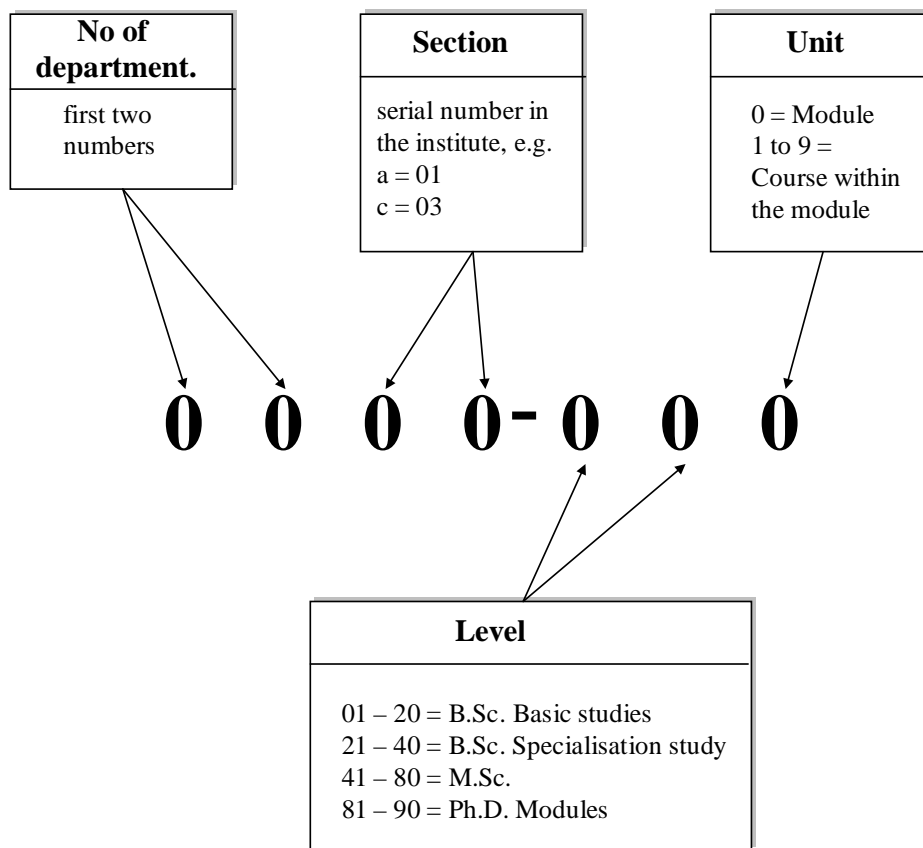 No of
department.
first two
numbers
Section
serial number in
the institute, e.g.
a = 01
c = 03
Unit
0 = Module
1 to 9 =
Course within
the module
0 0 0 0 - 0 0 0
Level
01 – 20 = B.Sc. Basic studies
21 – 40 = B.Sc. Specialisation study
41 – 80 = M.Sc.
81 – 90 = Ph.D. Modules